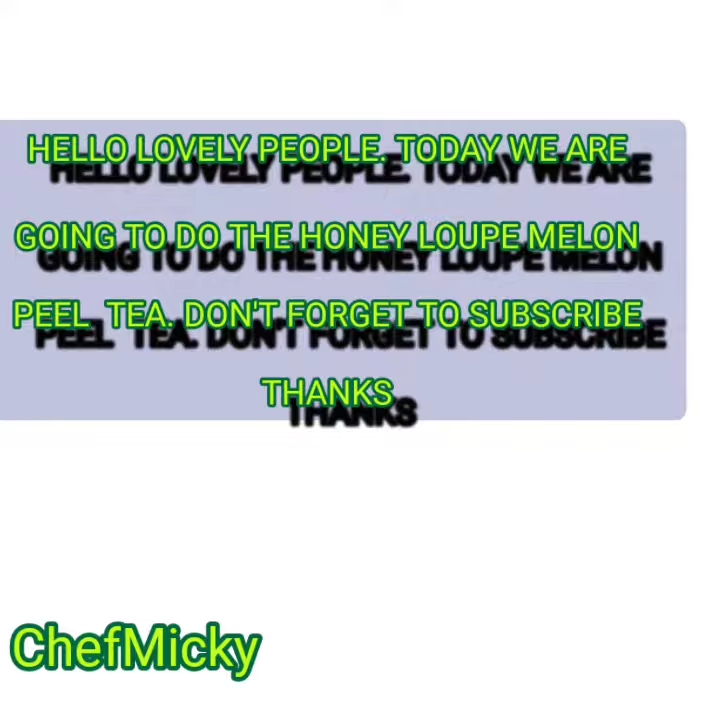 HELLO LOVELY PEOPLE. TODAY WE ARE
GOING TO DO THE HONEY LOUPE MELON
PEEL  TEA. DON'T FORGET TO SUBSCRIBE
THANKS
ChefMicky